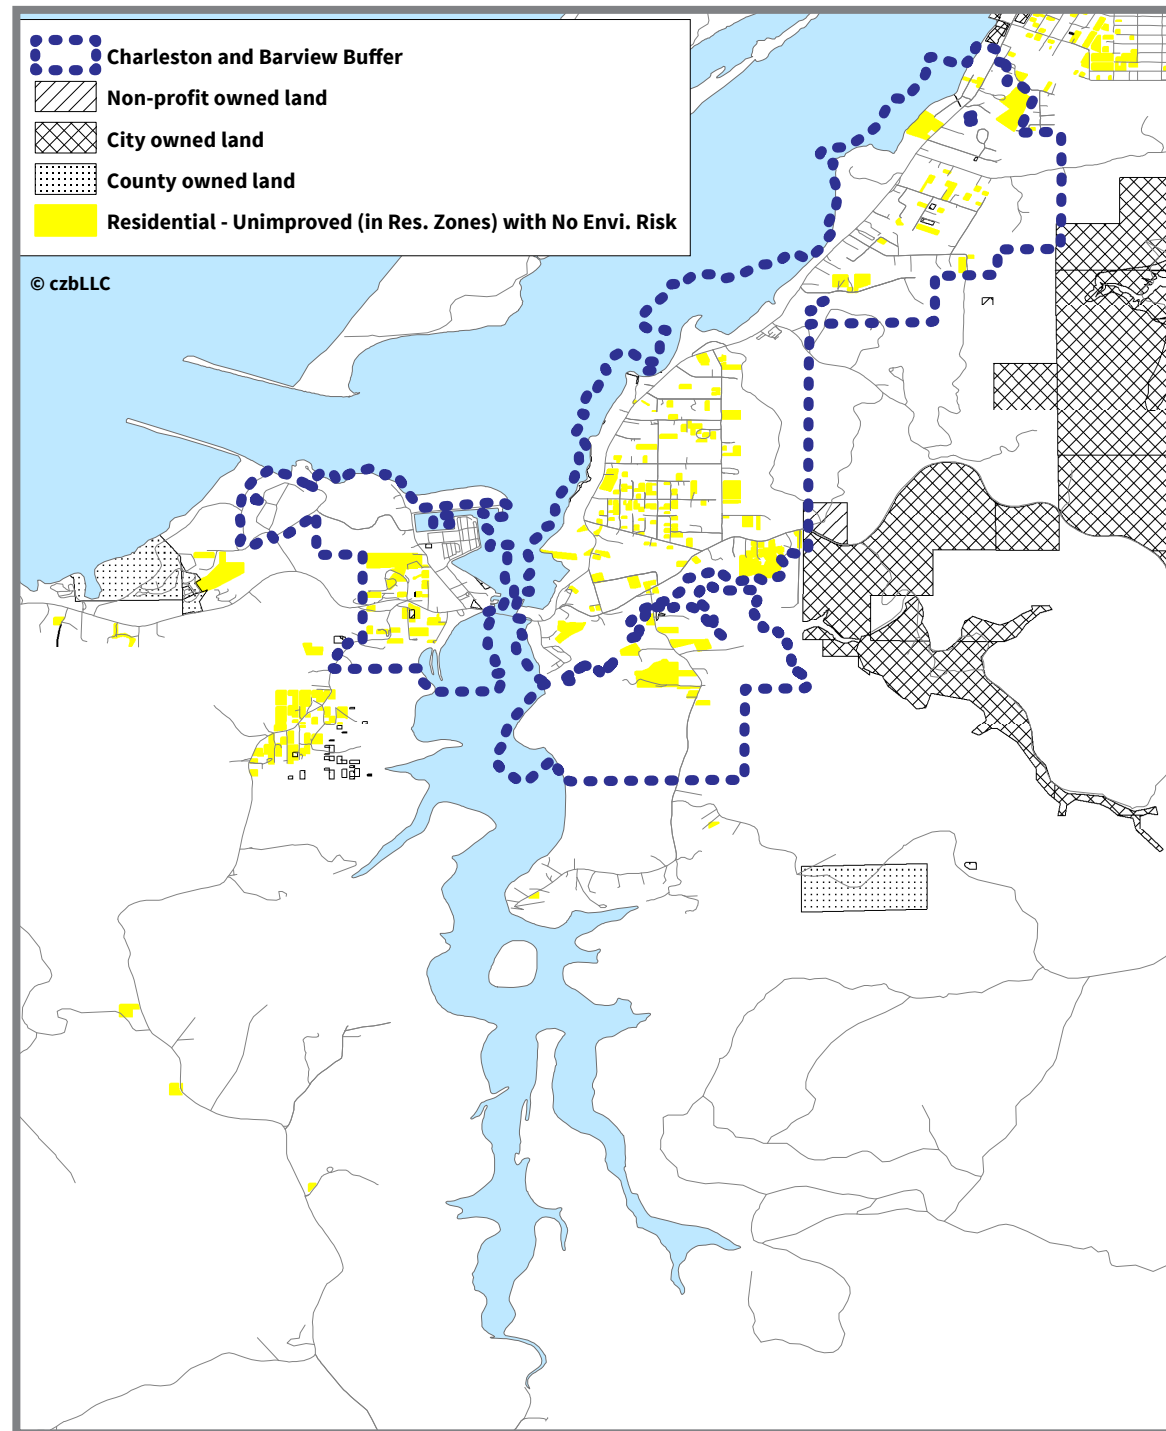 Charleston and Barview Buffer
Non-profit owned land
City owned land
County owned land
Residential - Unimproved (in Res. Zones) with No Envi. Risk
© czbLLC